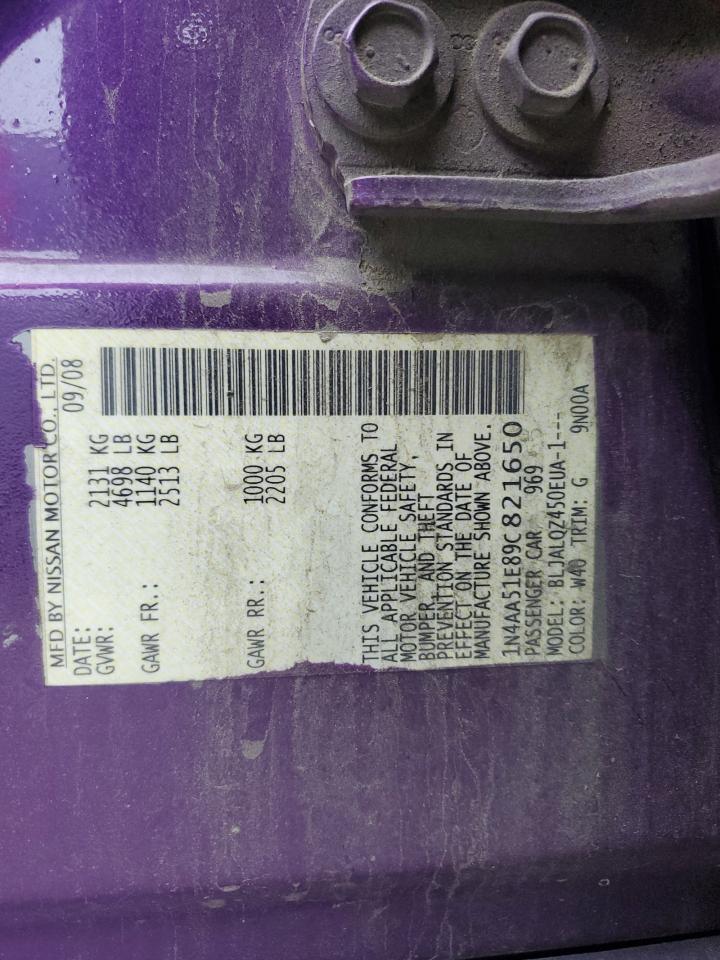 MFD BY NISSAN MOTOR CO., LTD.
DATE: 09/08
GVWR: 2131 KG
4698 LB
GAWR FR.: 1140 KG
2513 LB
GAWR RR.: 1000 KG
2205 LB
THIS VEHICLE CONFORMS TO
ALL APPLICABLE FEDERAL
MOTOR VEHICLE SAFETY,
BUMPER, AND THEFT
PREVENTION STANDARDS IN
EFFECT ON THE DATE OF
MANUFACTURE SHOWN ABOVE.
1N4AA51E89C821650
PASSENGER CAR 969
MODEL: BLJALQZ450EUA-1---
COLOR: W40 TRIM: G 9N00A